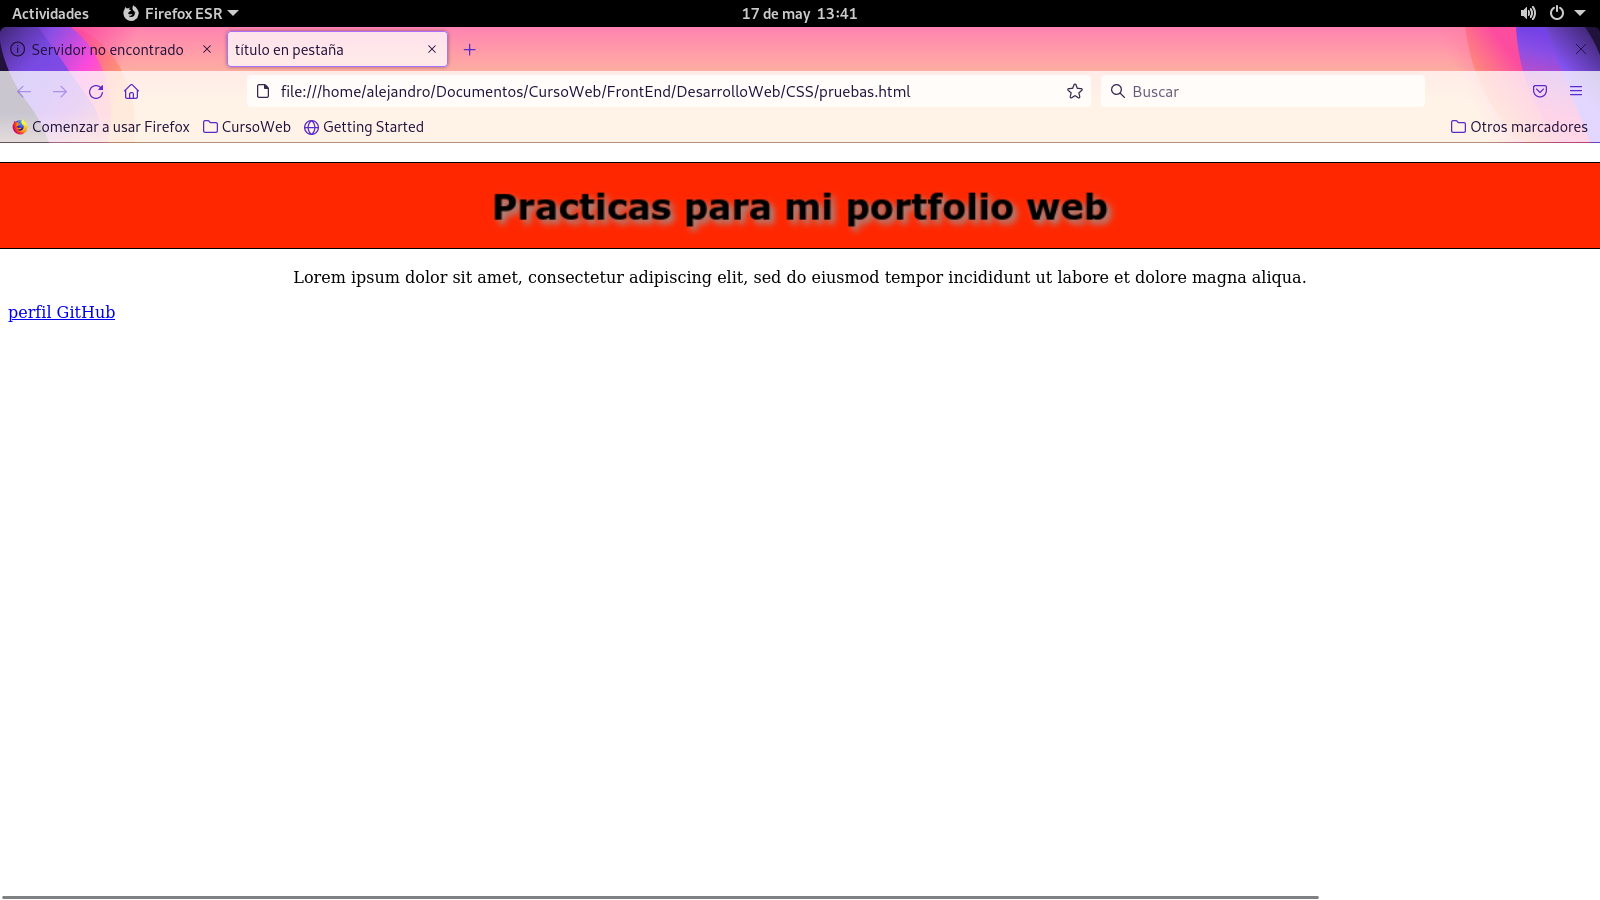 Actividades Firefox ESR 17 de may 13:41
Servidor no encontrado título en pestaña
file:///home/alejandro/Documentos/CursoWeb/FrontEnd/DesarrolloWeb/CSS/pruebas.html Buscar
Comenzar a usar Firefox CursoWeb Getting Started Otros marcadores
Practicas para mi portfolio web
Lorem ipsum dolor sit amet, consectetur adipiscing elit, sed do eiusmod tempor incididunt ut labore et dolore magna aliqua.
perfil GitHub